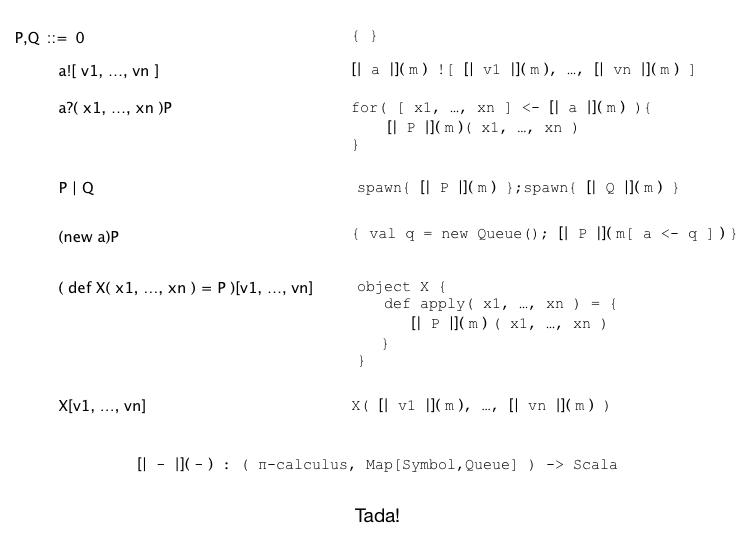 P,Q ::= 0 { }
a![ v1, …, vn ] [| a |](m) ![ [| v1 |](m), …, [| vn |](m) ]
a?( x1, …, xn )P for( [ x1, …, xn ] <- [| a |](m) ){
[| P |](m)( x1, …, xn )
}
P | Q spawn{ [| P |](m) };spawn{ [| Q |](m) }
(new a)P { val q = new Queue(); [| P |](m[ a <- q ])}
( def X( x1, …, xn ) = P )[v1, …, vn] object X {
def apply( x1, …, xn ) = {
[| P |](m)( x1, …, xn )
}
}
X[v1, …, vn] X( [| v1 |](m), …, [| vn |](m) )
[| - |](-) : ( π-calculus, Map[Symbol,Queue] ) -> Scala
Tada!